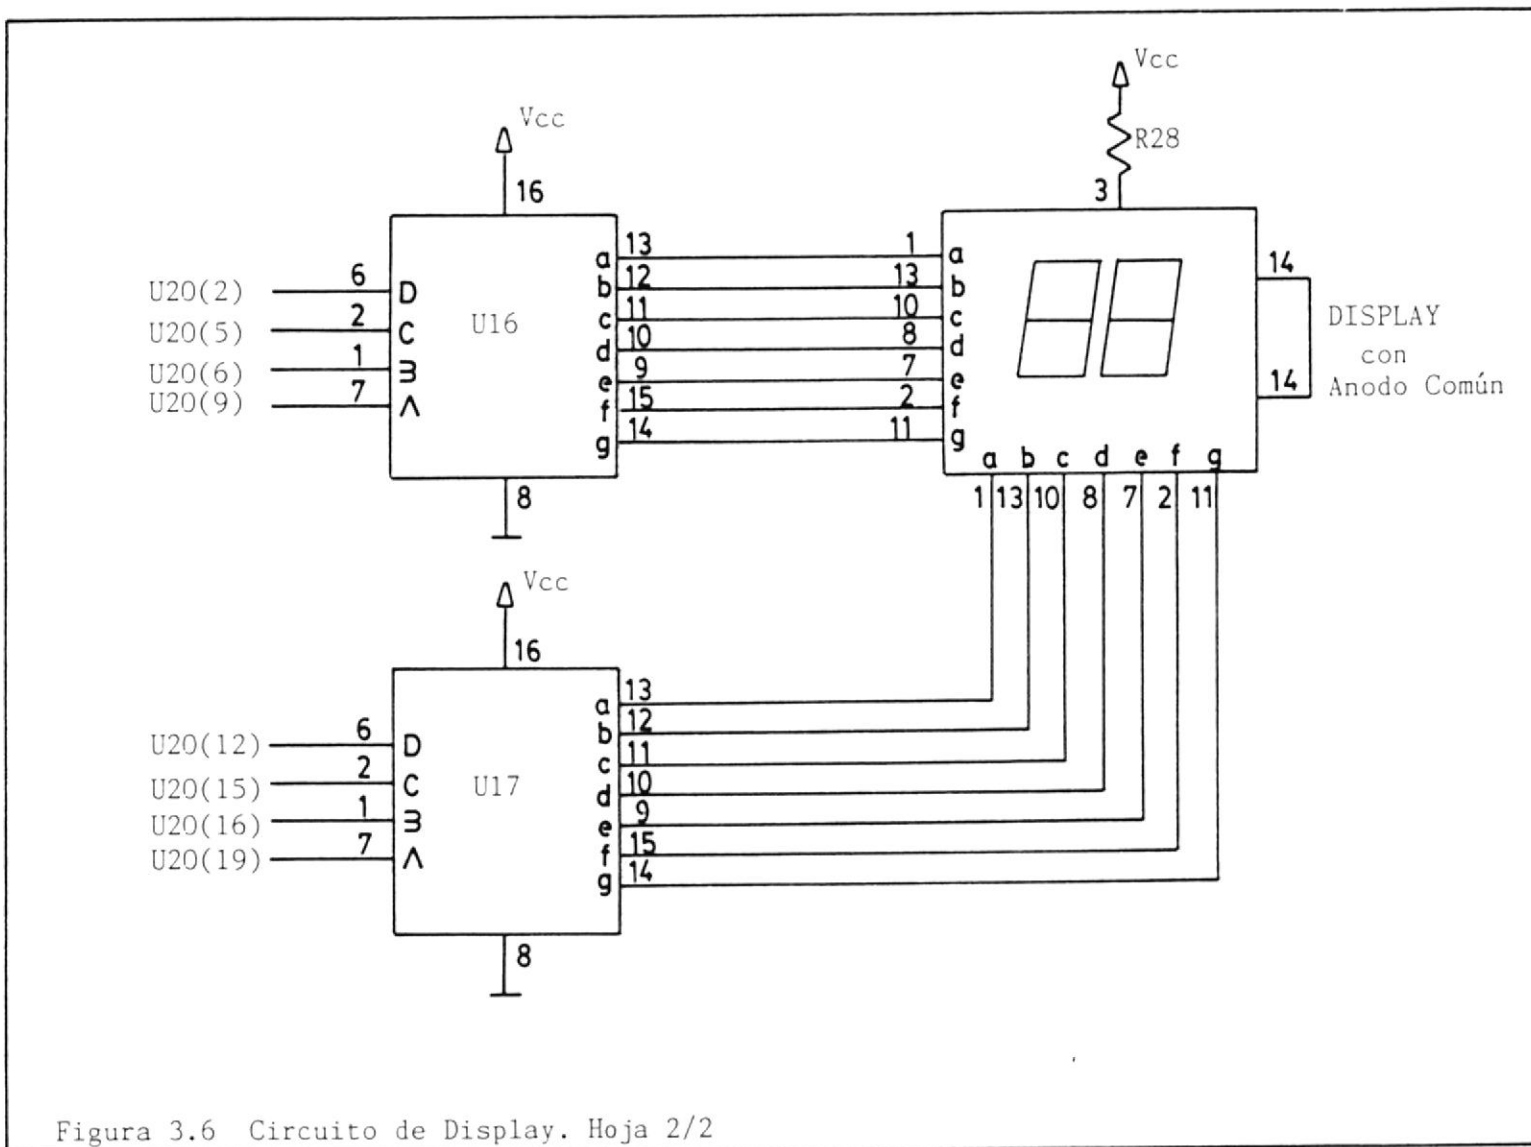 Vcc
R28
3
Vcc
16
U16
U20(2) 6 D
U20(5) 2 C
U20(6) 1 B
U20(9) 7 A
a 13 1 a
b 12 13 b
c 11 10 c
d 10 8 d
e 9 7 e
f 15 2 f
g 14 11 g
8
14
14
DISPLAY
con
Anodo Común
a b c d e f g
1 13 10 8 7 2 11
Vcc
16
U17
U20(12) 6 D
U20(15) 2 C
U20(16) 1 B
U20(19) 7 A
a 13
b 12
c 11
d 10
e 9
f 15
g 14
8
Figura 3.6 Circuito de Display. Hoja 2/2